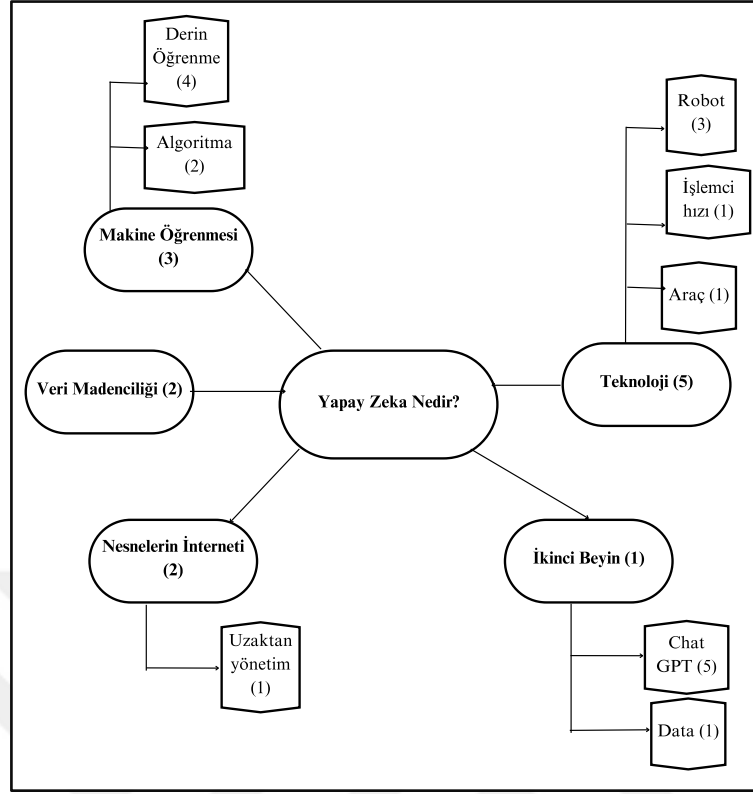 Derin
Öğrenme
(4)
Algoritma
(2)
Makine Öğrenmesi
(3)
Robot
(3)
İşlemci
hızı (1)
Araç (1)
Teknoloji (5)
Veri Madenciliği (2)
Yapay Zeka Nedir?
Nesnelerin İnterneti
(2)
Uzaktan
yönetim
(1)
İkinci Beyin (1)
Chat
GPT (5)
Data (1)